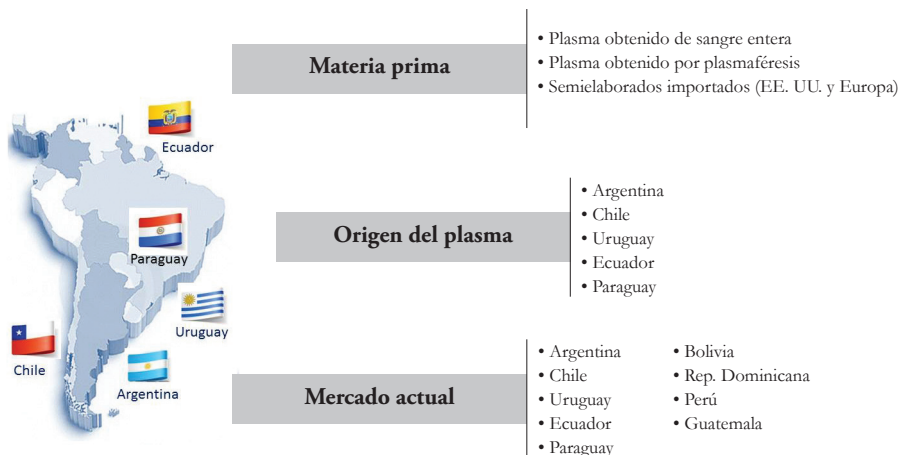 Materia prima
• Plasma obtenido de sangre entera
• Plasma obtenido por plasmaféresis
• Semielaborados importados (EE. UU. y Europa)
Ecuador
Paraguay
Uruguay
Chile
Argentina
Origen del plasma
• Argentina
• Chile
• Uruguay
• Ecuador
• Paraguay
Mercado actual
• Argentina
• Chile
• Uruguay
• Ecuador
• Paraguay
• Bolivia
• Rep. Dominicana
• Perú
• Guatemala